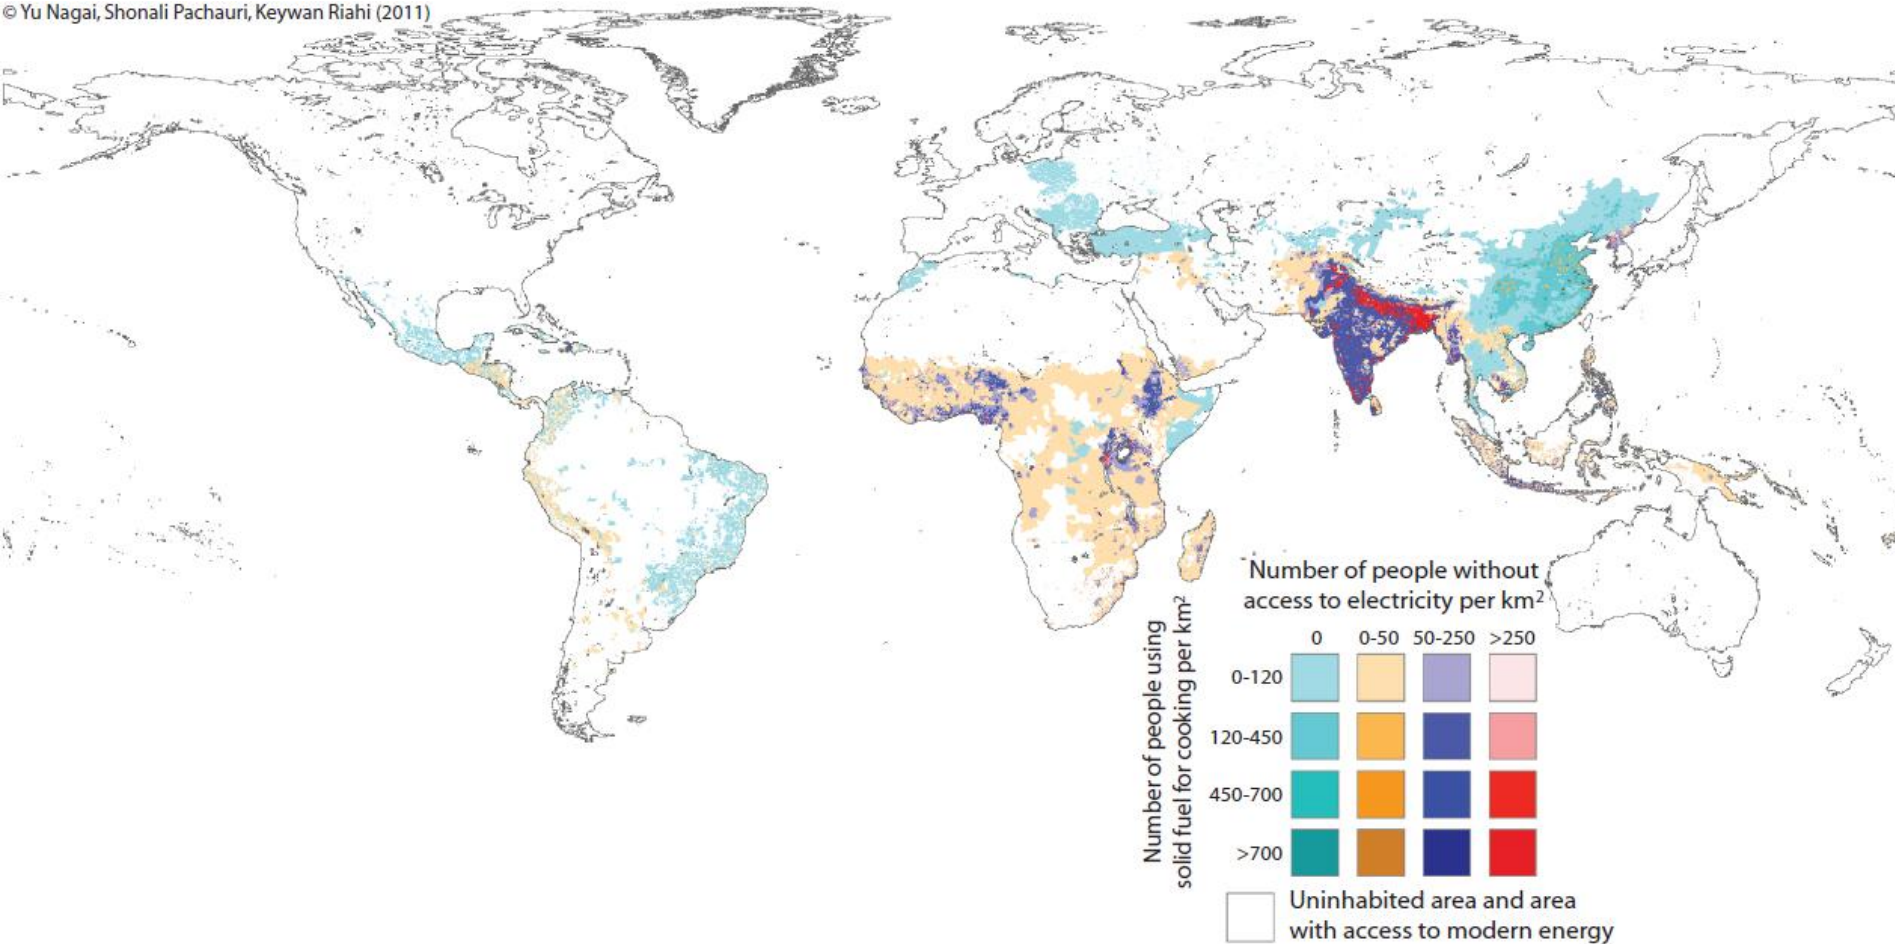 © Yu Nagai, Shonali Pachauri, Keywan Riahi (2011)
Number of people without
access to electricity per km²
0 0-50 50-250 >250
Number of people using
solid fuel for cooking per km²
0-120
120-450
450-700
>700
Uninhabited area and area
with access to modern energy